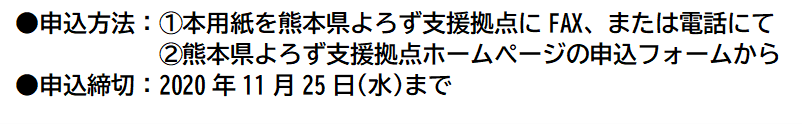 ●申込方法：①本用紙を熊本県よろず支援拠点に FAX、または電話にて
②熊本県よろず支援拠点ホームページの申込フォームから
●申込締切：2020 年 11 月 25 日(水)まで